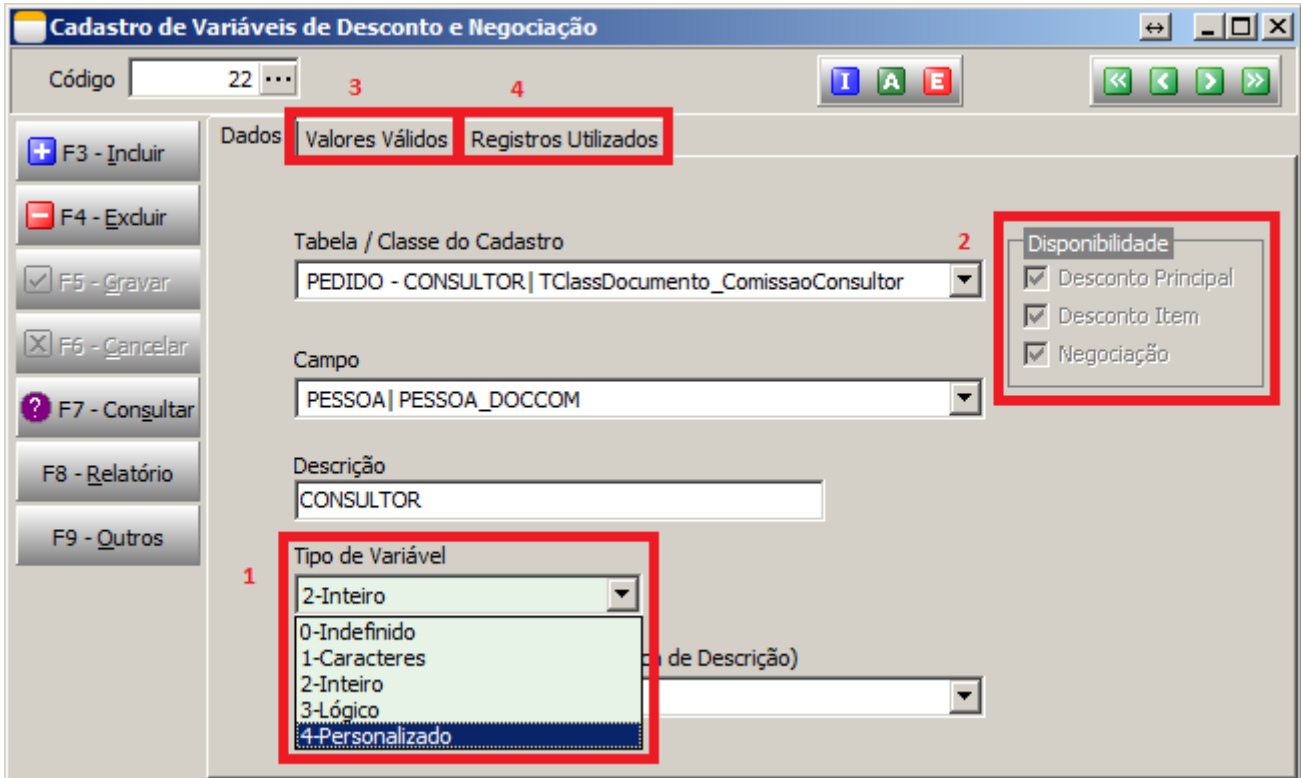 Cadastro de Variáveis de Desconto e Negociação
Código 22 ...
I A E
3 4
Dados Valores Válidos Registros Utilizados
F3 - Incluir
F4 - Excluir
F5 - Gravar
F6 - Cancelar
F7 - Consultar
F8 - Relatório
F9 - Outros
Tabela / Classe do Cadastro
PEDIDO - CONSULTOR| TClassDocumento_ComissaoConsultor
2
Disponibilidade
Desconto Principal
Desconto Item
Negociação
Campo
PESSOA| PESSOA_DOCCOM
Descrição
CONSULTOR
1
Tipo de Variável
2-Inteiro
0-Indefinido
1-Caracteres
2-Inteiro
3-Lógico
4-Personalizado
de Descrição)